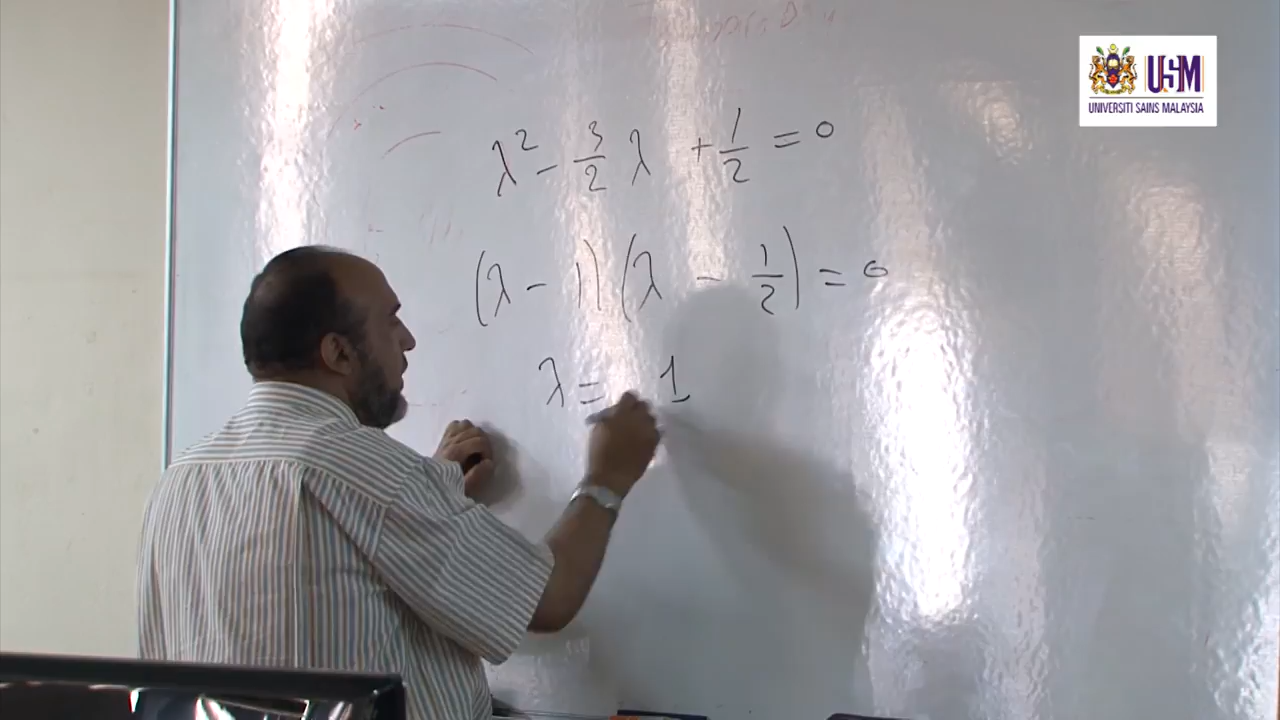 USM
UNIVERSITI SAINS MALAYSIA
λ² - 3/2 λ + 1/2 = 0
(λ - 1) (λ - 1/2) = 0
λ = 1